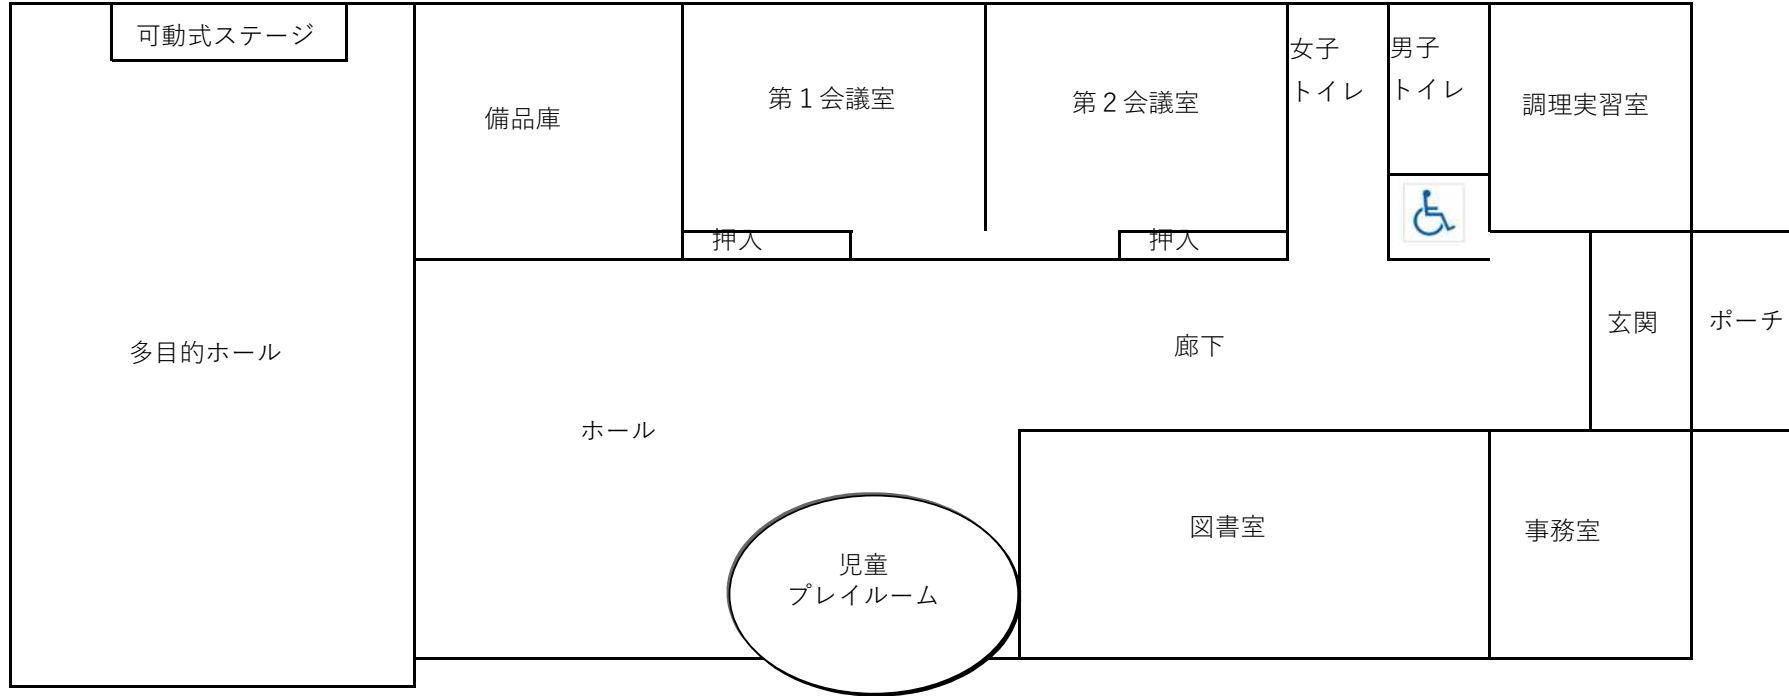 可動式ステージ
備品庫
第１会議室
第２会議室
女子
トイレ
男子
トイレ
調理実習室
押入
押入
多目的ホール
ホール
廊下
玄関
ポーチ
児童
プレイルーム
図書室
事務室